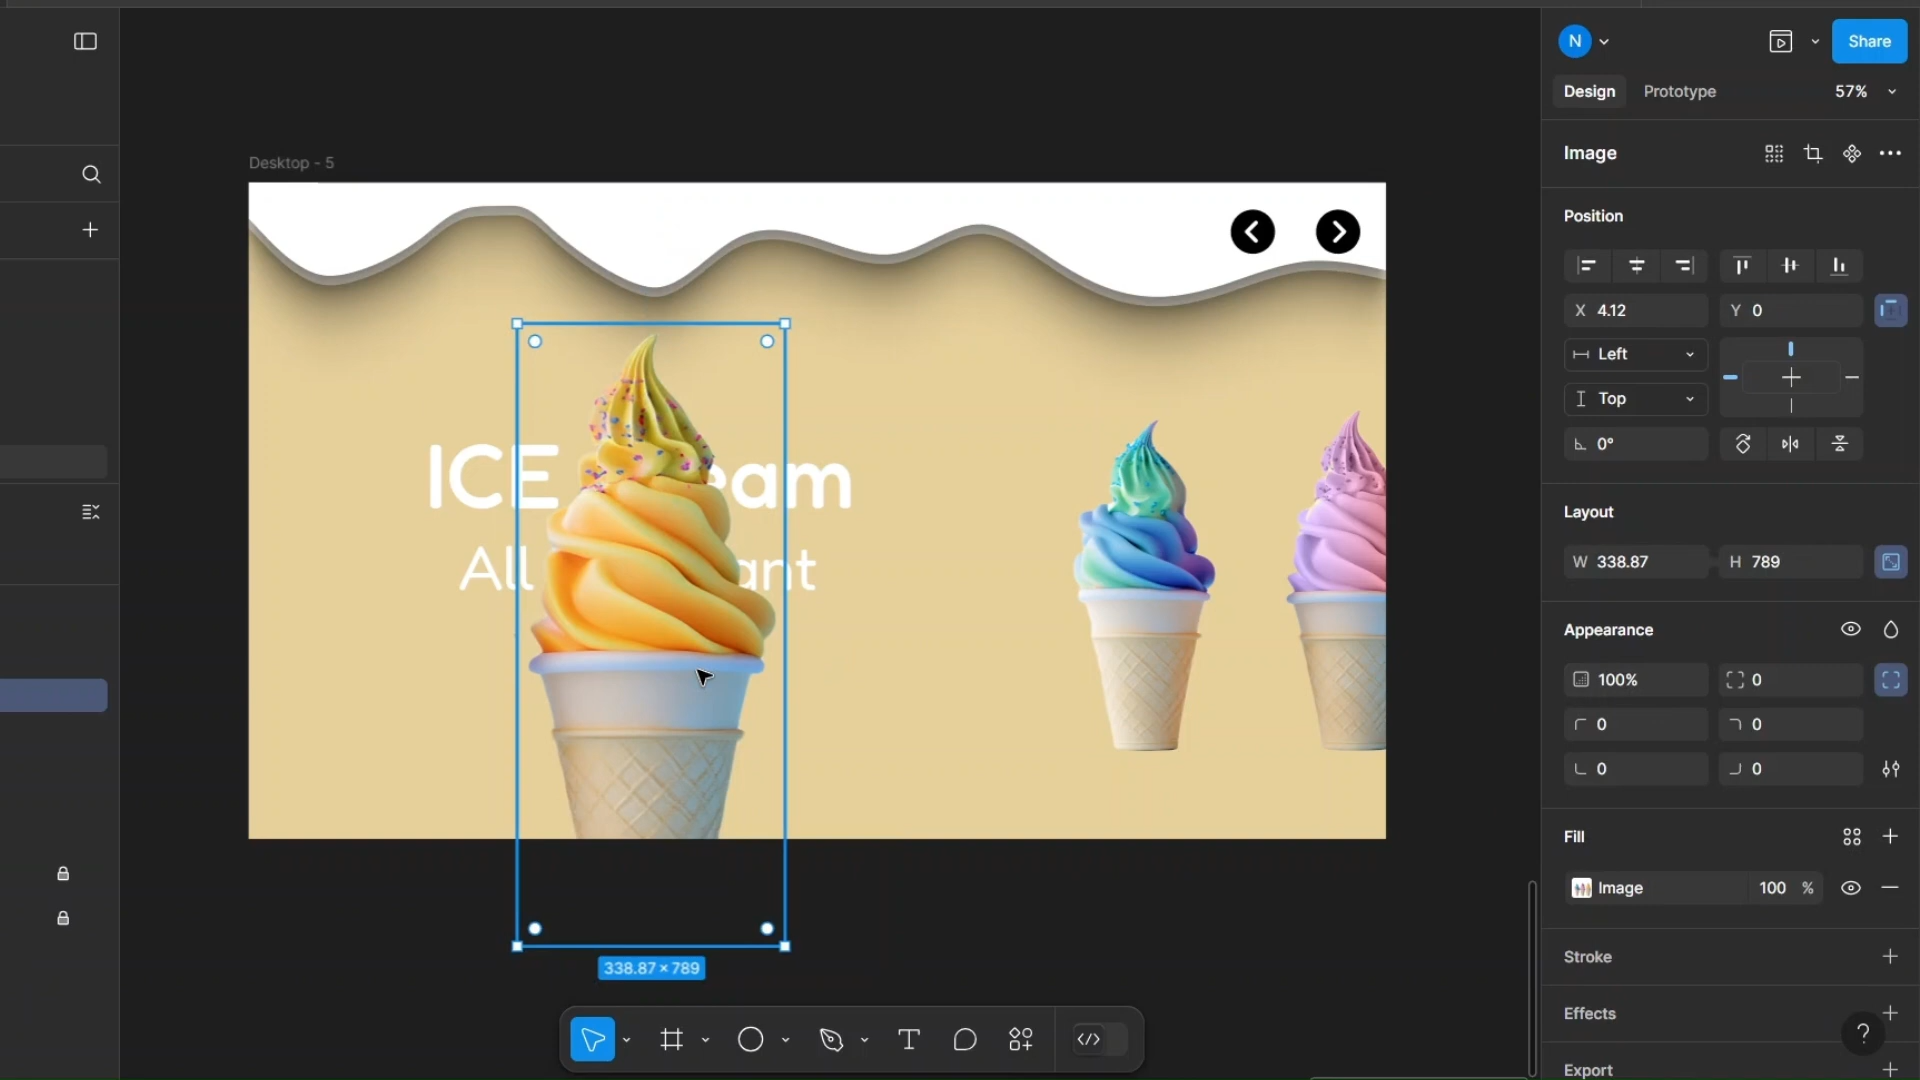 N
Share
Design
Prototype
57%
Image
Position
X 4.12
Y 0
Left
Top
0°
Layout
W 338.87
H 789
Appearance
100%
0
0
0
0
0
Fill
Image
100 %
Stroke
Effects
?
Export
Desktop - 5
ICE eam
All ant
338.87 × 789
T